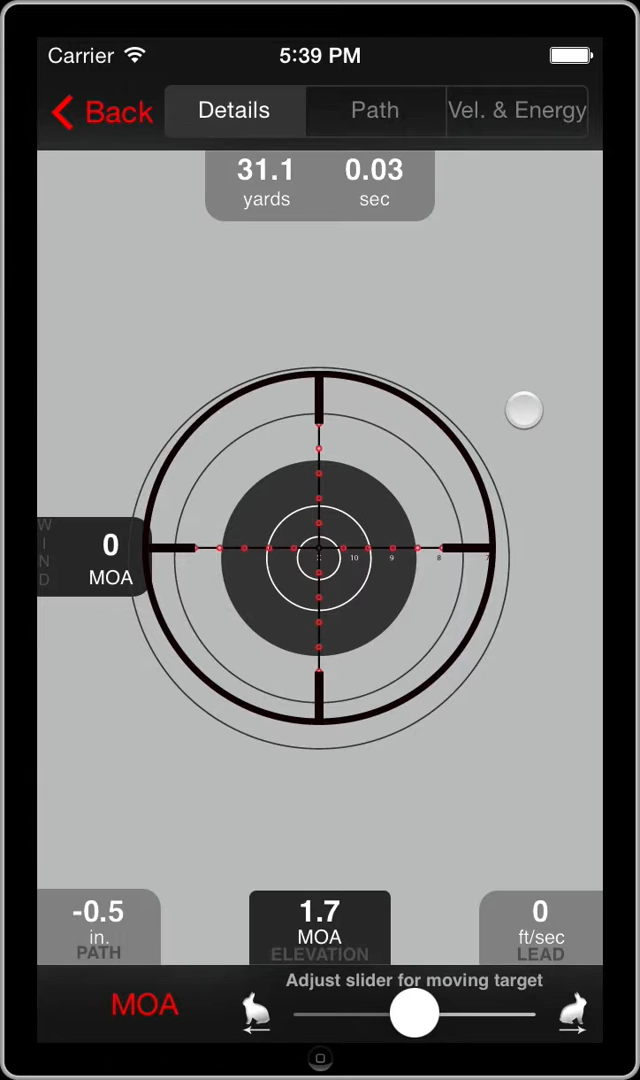 Carrier 5:39 PM
Back Details Path Vel. & Energy
31.1 0.03
yards sec
WIND
0
MOA
10 9 8 7
-0.5 1.7 0
in. MOA ft/sec
PATH ELEVATION LEAD
Adjust slider for moving target
MOA